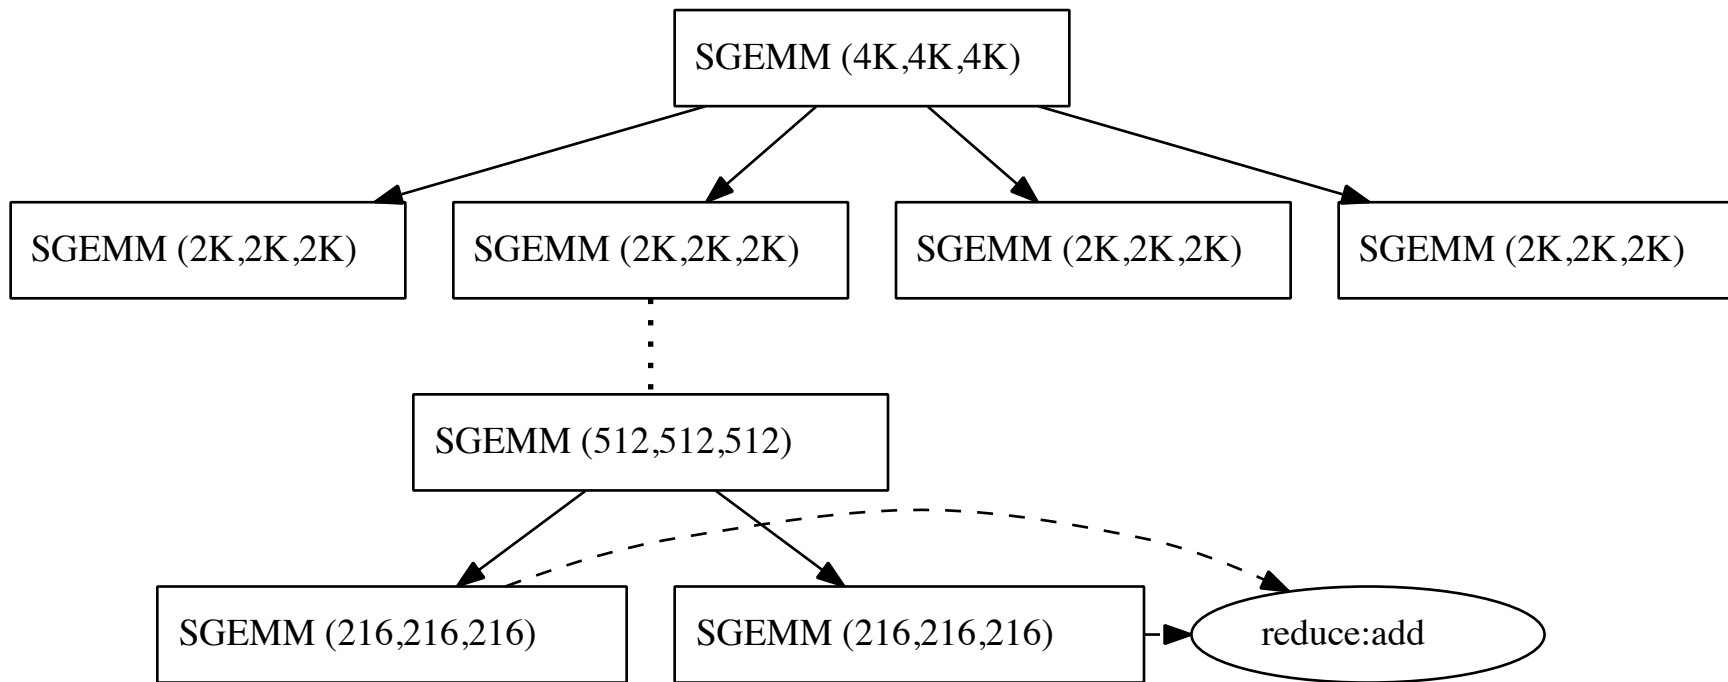 SGEMM (4K,4K,4K)
SGEMM (2K,2K,2K)
SGEMM (2K,2K,2K)
SGEMM (2K,2K,2K)
SGEMM (2K,2K,2K)
SGEMM (512,512,512)
SGEMM (216,216,216)
SGEMM (216,216,216)
reduce:add